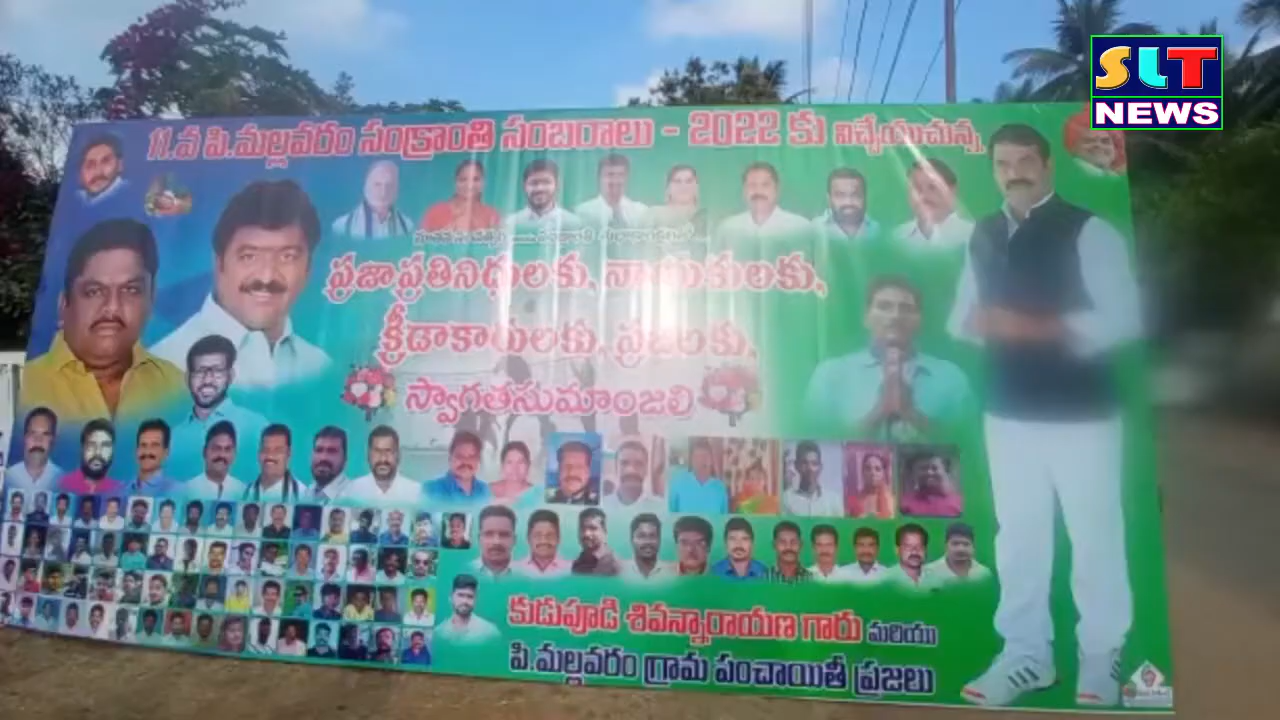 SLT
NEWS
11.వ పి.మల్లవరం సంక్రాంతి సంబరాలు - 2022 కు విచ్చేయుచున్న
ప్రజాప్రతినిధులకు, నాయకులకు,
క్రీడాకారులకు, ప్రజలకు,
స్వాగతసుమాంజలి
కుడుపూడి శివన్నారాయణ గారు మరియు
పి.మల్లవరం గ్రామ పంచాయితీ ప్రజలు